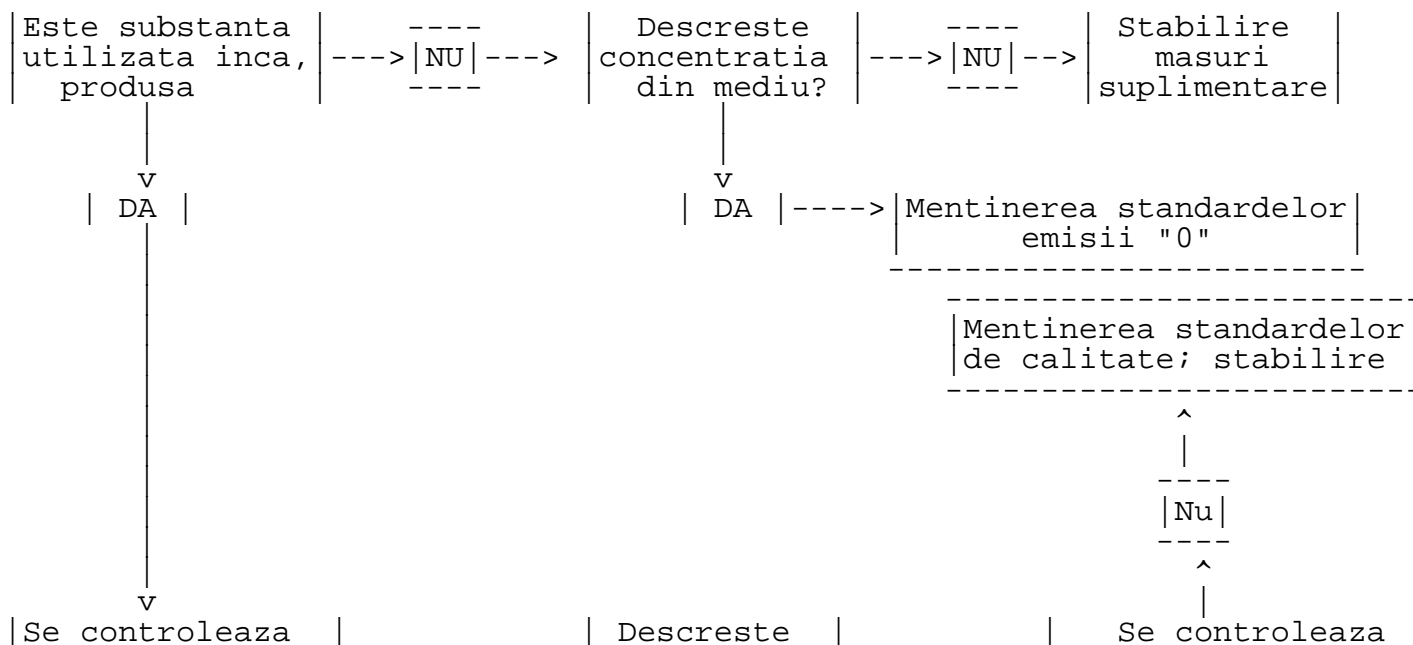 |Este substanta  |    ----      |  Descreste   |    ----     | Stabilire  |
|utilizata inca, |--->|NU|--->  |concentratia  |--->|NU|-->|   masuri   |
|  produsa       |    ----      |  din mediu?  |    ----     |suplimentare|
| DA |                          | DA |---->|Mentinerea standardelor|
|      emisii "0"       |
|Mentinerea standardelor
|de calitate; stabilire
|Nu|
|Se controleaza  |             | Descreste  |          |   Se controleaza